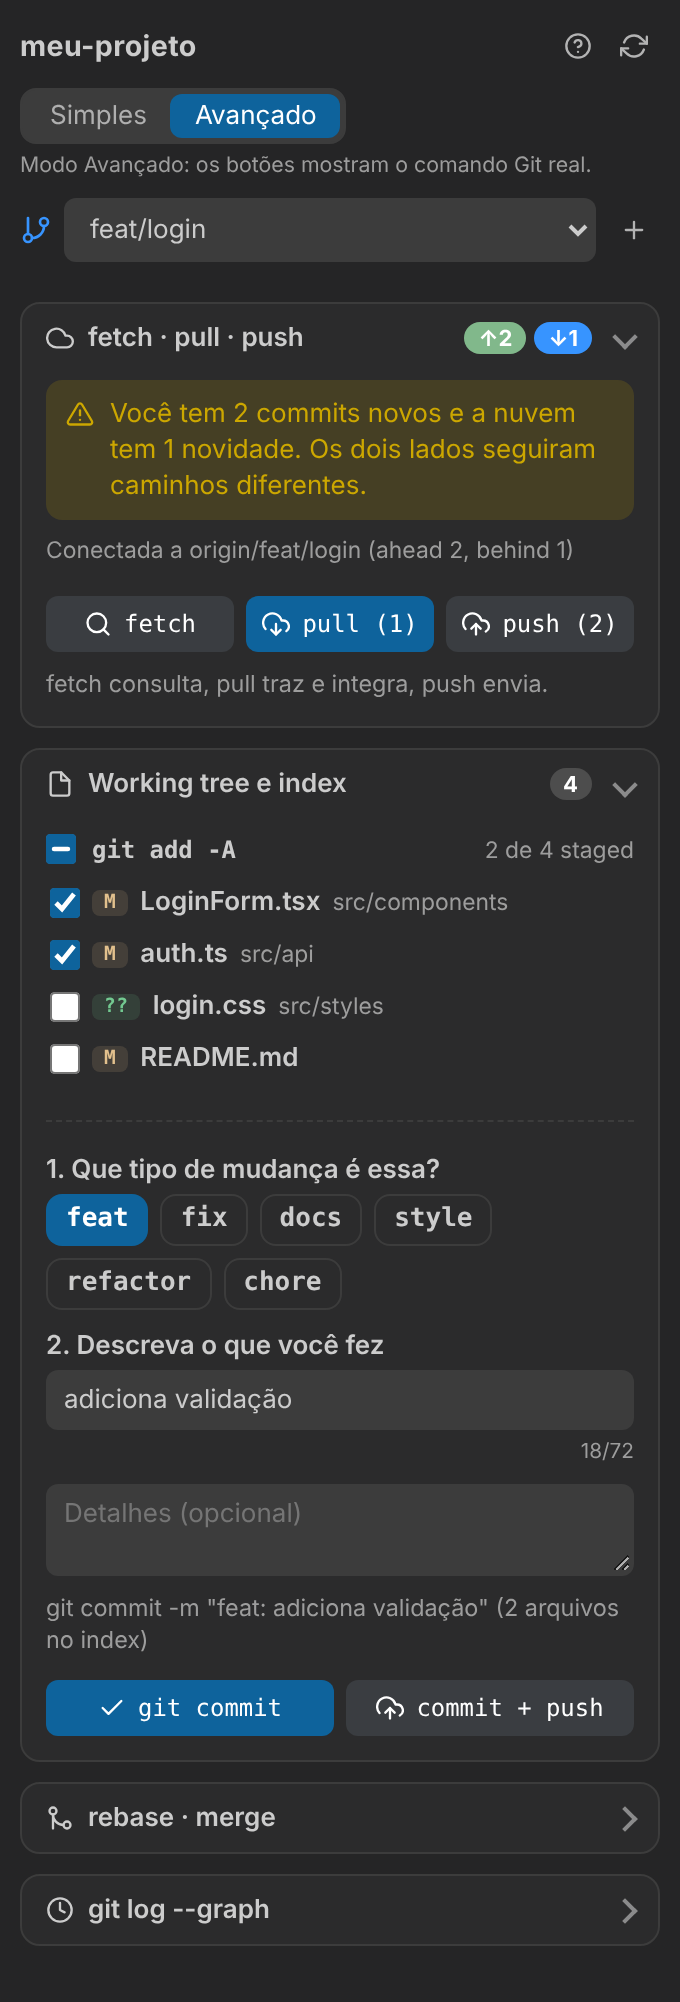 meu-projeto
Simples Avançado
Modo Avançado: os botões mostram o comando Git real.
feat/login
fetch · pull · push ↑2 ↓1
Você tem 2 commits novos e a nuvem
tem 1 novidade. Os dois lados seguiram
caminhos diferentes.
Conectada a origin/feat/login (ahead 2, behind 1)
fetch pull (1) push (2)
fetch consulta, pull traz e integra, push envia.
Working tree e index 4
git add -A 2 de 4 staged
M LoginForm.tsx src/components
M auth.ts src/api
?? login.css src/styles
M README.md
1. Que tipo de mudança é essa?
feat fix docs style
refactor chore
2. Descreva o que você fez
adiciona validação
18/72
Detalhes (opcional)
git commit -m "feat: adiciona validação" (2 arquivos
no index)
git commit commit + push
rebase · merge
git log --graph